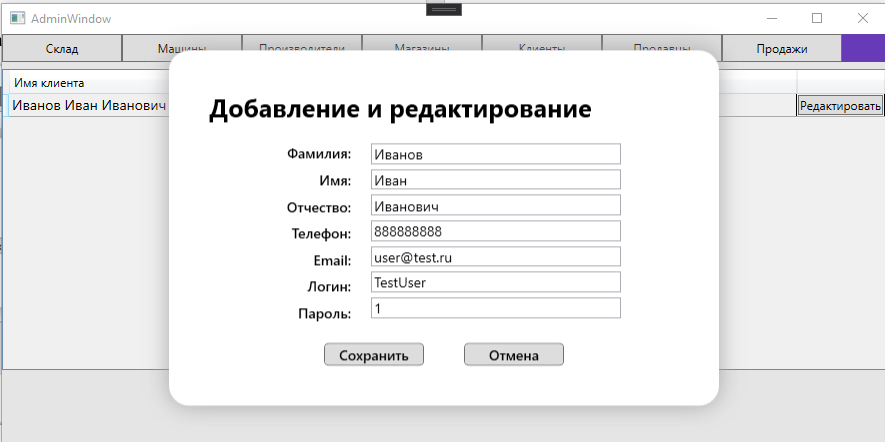 AdminWindow
Склад Машины Производители Магазины Клиенты Продавцы Продажи
Имя клиента
Иванов Иван Иванович Редактировать
Добавление и редактирование
Фамилия: Иванов
Имя: Иван
Отчество: Иванович
Телефон: 888888888
Email: user@test.ru
Логин: TestUser
Пароль: 1
Сохранить Отмена